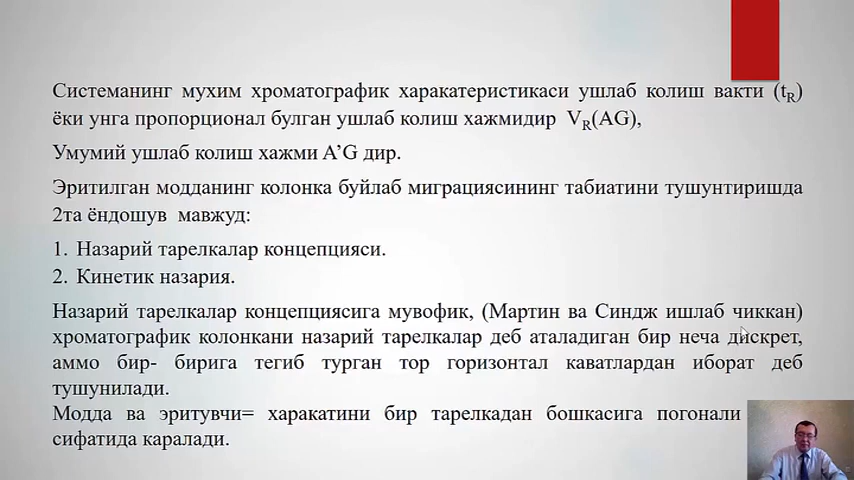 Системанинг мухим хроматографик характеристикаси ушлаб колиш вакти (tR)
ёки унга пропорционал булган ушлаб колиш хажмидир VR(AG),
Умумий ушлаб колиш хажми A’G дир.
Эритилган модданинг колонка буйлаб миграциясининг табиатини тушунтиришда
2та ёндошув мавжуд:
1. Назарий тарелкалар концепцияси.
2. Кинетик назария.
Назарий тарелкалар концепциясига мувофик, (Мартин ва Синдж ишлаб чиккан)
хроматографик колонкани назарий тарелкалар деб аталадиган бир неча дискрет,
аммо бир- бирига тегиб турган тор горизонтал каватлардан иборат деб
тушунилади.
Модда ва эритувчи= харакатини бир тарелкадан бошкасига погонали
сифатида каралади.